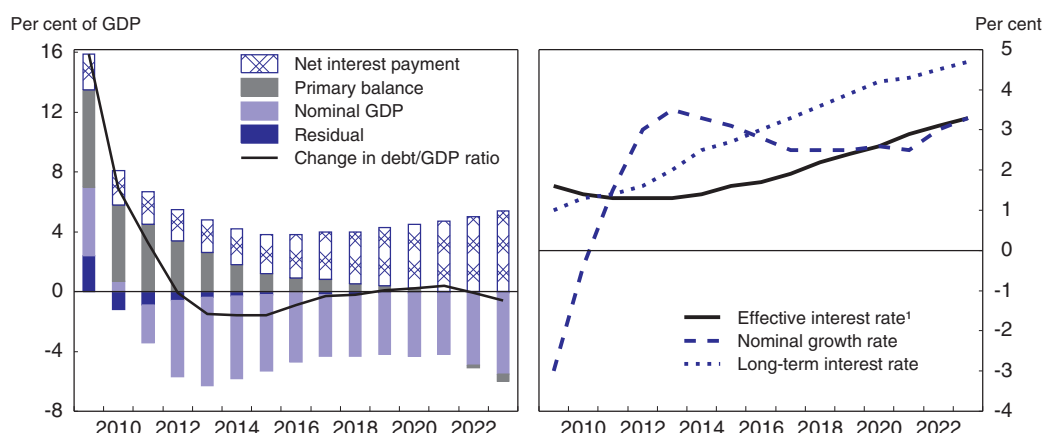 Per cent of GDP
Per cent
16
12
8
4
0
-4
-8
Net interest payment
Primary balance
Nominal GDP
Residual
Change in debt/GDP ratio
2010 2012 2014 2016 2018 2020 2022
5
4
3
2
1
0
-1
-2
-3
-4
Effective interest rate¹
Nominal growth rate
Long-term interest rate
2010 2012 2014 2016 2018 2020 2022